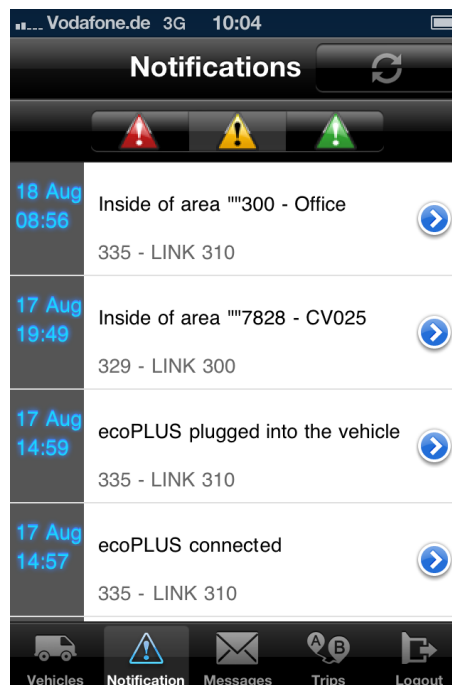 Vodafone.de 3G 10:04
Notifications
18 Aug
08:56
Inside of area ""300 - Office
335 - LINK 310
17 Aug
19:49
Inside of area ""7828 - CV025
329 - LINK 300
17 Aug
14:59
ecoPLUS plugged into the vehicle
335 - LINK 310
17 Aug
14:57
ecoPLUS connected
335 - LINK 310
A B
Vehicles Notification Messages Trips Logout